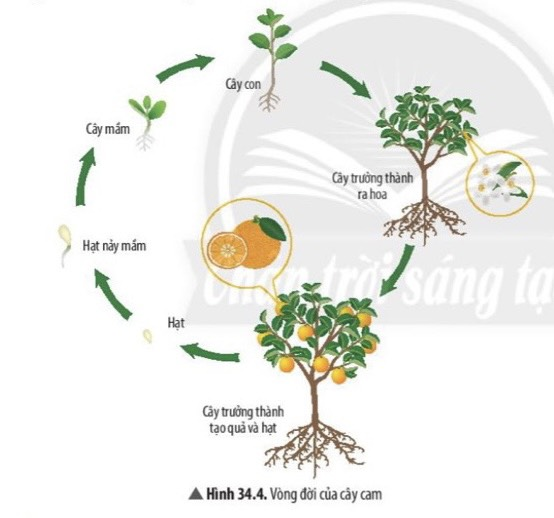 Cây con
Cây mầm
Cây trưởng thành
ra hoa
Hạt nảy mầm
Chân trời sáng tạ
Hạt
Cây trưởng thành
tạo quả và hạt
▲ Hình 34.4. Vòng đời của cây cam